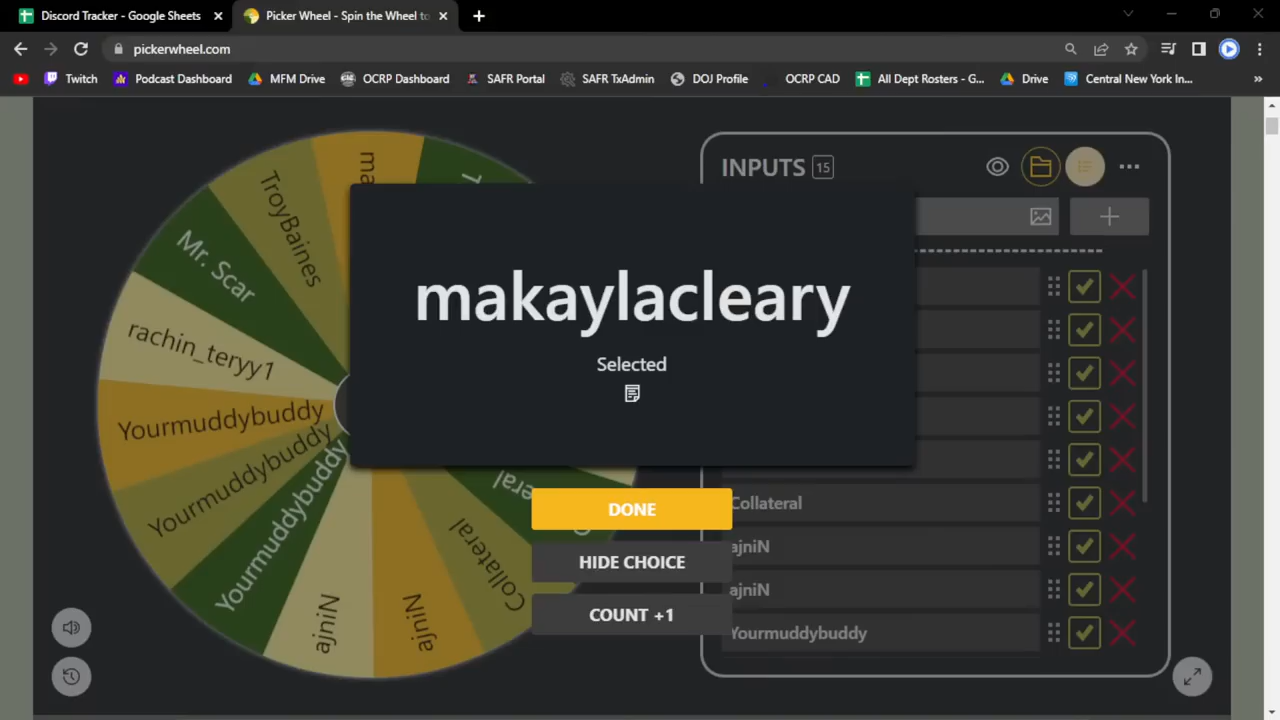 Discord Tracker - Google Sheets
Picker Wheel - Spin the Wheel to
pickerwheel.com
Twitch
Podcast Dashboard
MFM Drive
OCRP Dashboard
SAFR Portal
SAFR TxAdmin
DOJ Profile
OCRP CAD
All Dept Rosters - G...
Drive
Central New York In...
»
INPUTS 15
ma
TroyBaines
Mr. Scar
rachin_teryy1
Yourmuddybuddy
Yourmuddybuddy
Yourmuddybuddy
ajniN
ajniN
Collateral
eral
makaylacleary
Selected
DONE
HIDE CHOICE
COUNT +1
Collateral
ajniN
ajniN
Yourmuddybuddy